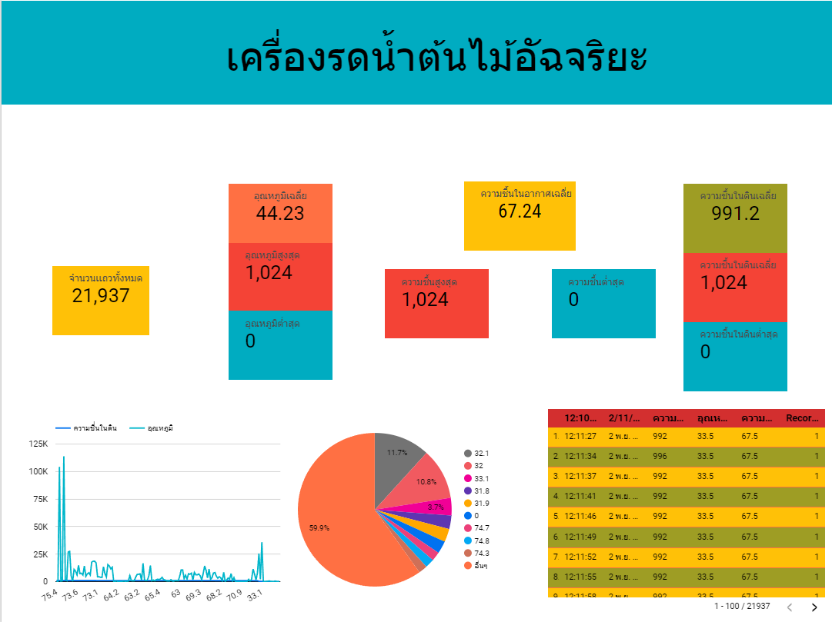 เครื่องรดน้ำต้นไม้อัฉจริยะ
จำนวนแถวทั้งหมด
21,937
อุณหภูมิเฉลี่ย
44.23
อุณหภูมิสูงสุด
1,024
อุณหภูมิต่ำสุด
0
ความชื้นในอากาศเฉลี่ย
67.24
ความชื้นสูงสุด
1,024
ความชื้นต่ำสุด
0
ความชื้นในดินเฉลี่ย
991.2
ความชื้นในดินเฉลี่ย
1,024
ความชื้นในดินต่ำสุด
0
ความชื้นในดิน อุณหภูมิ
125K
100K
75K
50K
25K
0
75.4 73.6 73.1 64.2 63.2 65.4 63 69.3 68.2 70.9 33.1
11.7%
10.8%
3.7%
59.9%
32.1
32
33.1
31.8
31.9
0
74.7
74.8
74.3
อื่นๆ
12:10... 2/11/... ความ... อุณห... ความ... Recor...
1 12:11:27 2 พ.ย. ... 992 33.5 67.5 1
2 12:11:34 2 พ.ย. ... 996 33.5 67.5 1
3 12:11:37 2 พ.ย. ... 992 33.5 67.5 1
4 12:11:41 2 พ.ย. ... 992 33.5 67.5 1
5 12:11:46 2 พ.ย. ... 992 33.5 67.5 1
6 12:11:49 2 พ.ย. ... 992 33.5 67.5 1
7 12:11:52 2 พ.ย. ... 992 33.5 67.5 1
8 12:11:55 2 พ.ย. ... 992 33.5 67.5 1
9 12:11:58 2 พ.ย. ... 992 33.5 67.5 1
1 - 100 / 21937